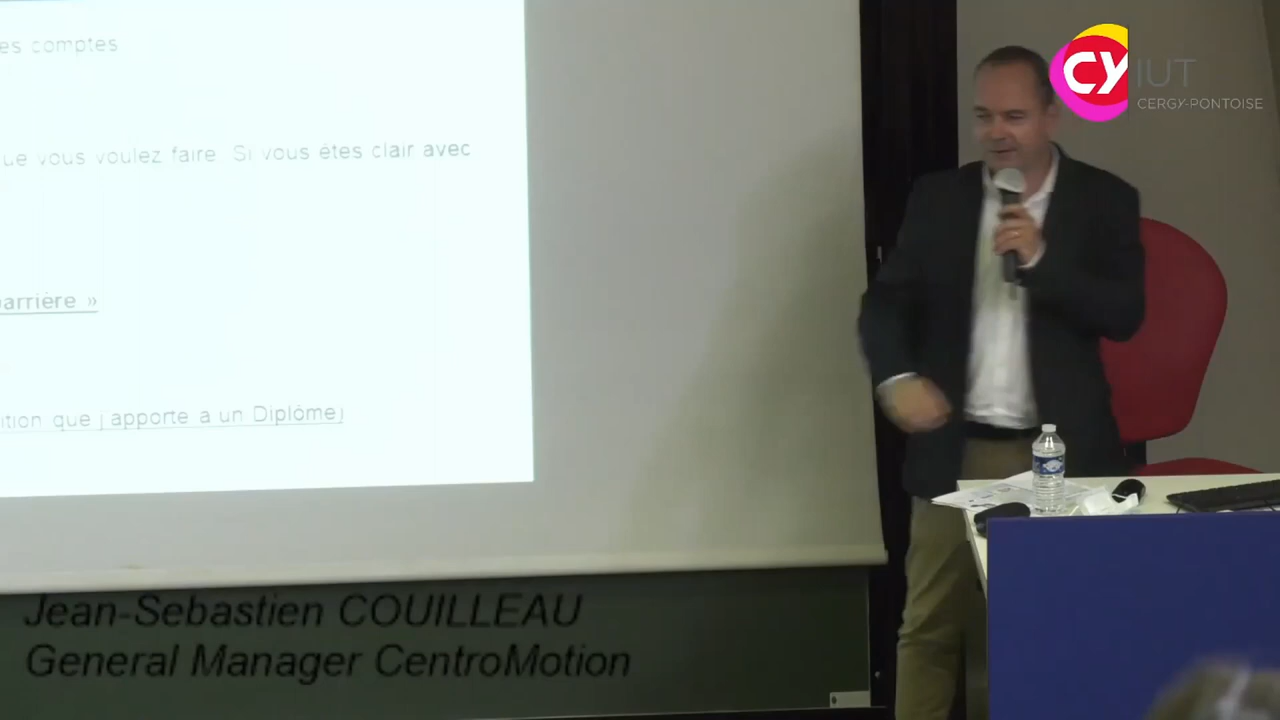 es comptes
ue vous voulez faire. Si vous étes clair avec
arrière »
ition que j'apporte a un Diplôme)
CY IUT
CERGY-PONTOISE
Jean-Sebastien COUILLEAU
General Manager CentroMotion